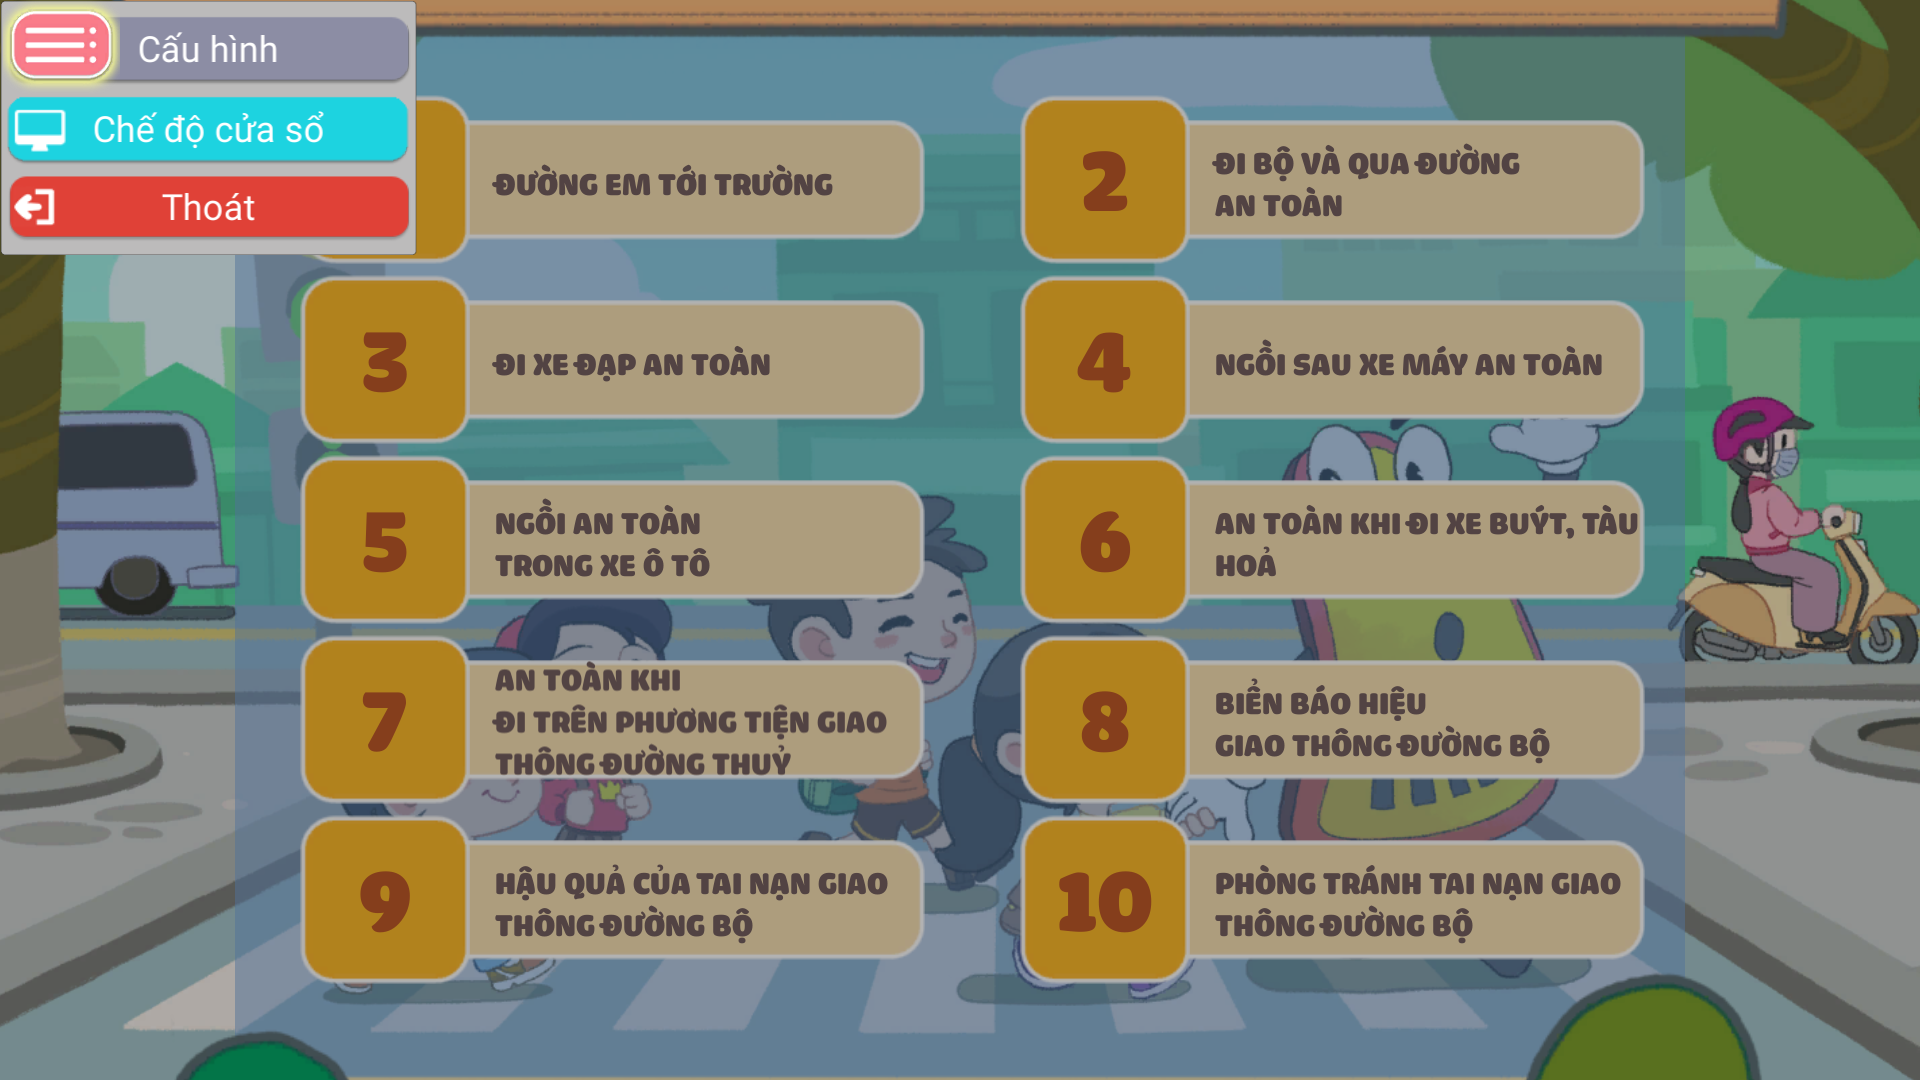 Cấu hình
Chế độ cửa sổ
Thoát
ĐƯỜNG EM TỚI TRƯỜNG
2
ĐI BỘ VÀ QUA ĐƯỜNG
AN TOÀN
3
ĐI XE ĐẠP AN TOÀN
4
NGỒI SAU XE MÁY AN TOÀN
5
NGỒI AN TOÀN
TRONG XE Ô TÔ
6
AN TOÀN KHI ĐI XE BUÝT, TÀU
HOẢ
7
AN TOÀN KHI
ĐI TRÊN PHƯƠNG TIỆN GIAO
THÔNG ĐƯỜNG THUỶ
8
BIỂN BÁO HIỆU
GIAO THÔNG ĐƯỜNG BỘ
9
HẬU QUẢ CỦA TAI NẠN GIAO
THÔNG ĐƯỜNG BỘ
10
PHÒNG TRÁNH TAI NẠN GIAO
THÔNG ĐƯỜNG BỘ